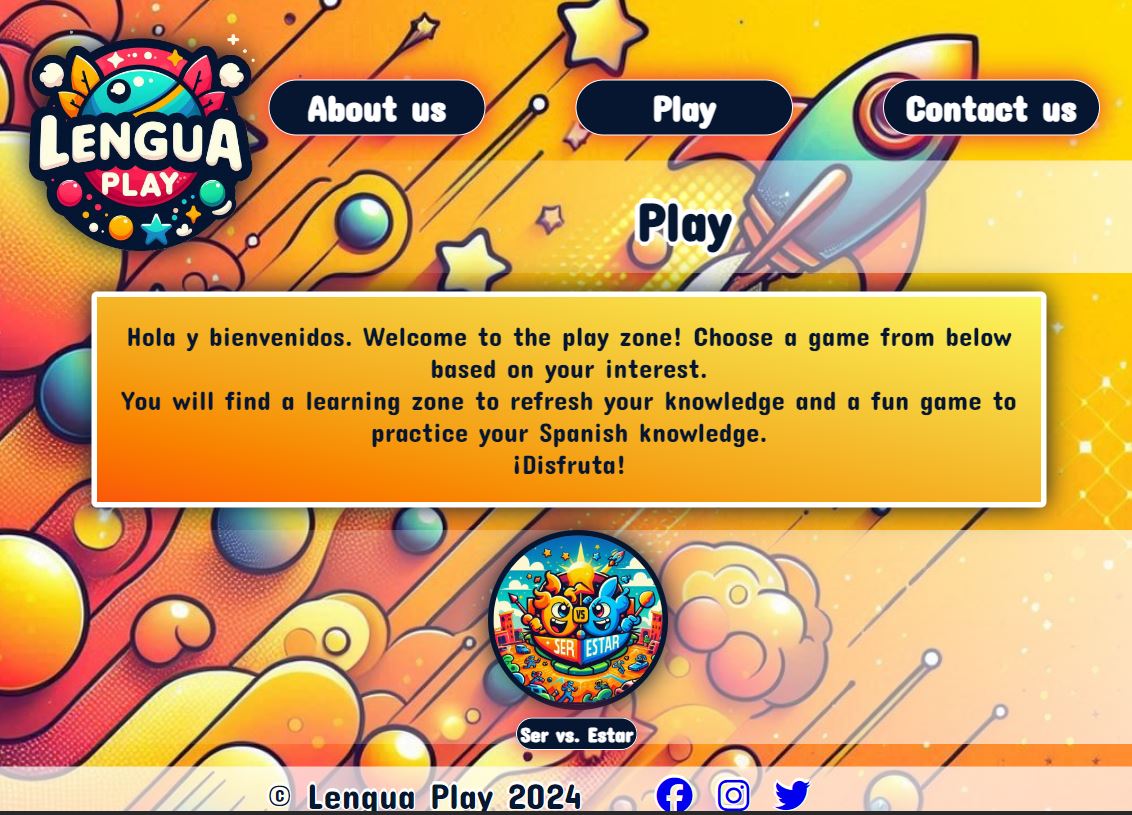 LENGUA
PLAY
About us
Play
Contact us
Play
Hola y bienvenidos. Welcome to the play zone! Choose a game from below
based on your interest.
You will find a learning zone to refresh your knowledge and a fun game to
practice your Spanish knowledge.
¡Disfruta!
VS
SER ESTAR
Ser vs. Estar
© Lengua Play 2024